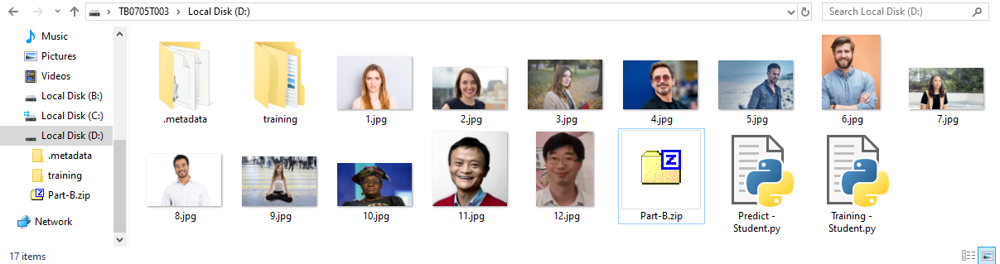 TB0705T003 > Local Disk (D:)
Search Local Disk (D:)
Music
Pictures
Videos
Local Disk (B:)
Local Disk (C:)
Local Disk (D:)
.metadata
training
Part-B.zip
Network
.metadata
training
1.jpg
2.jpg
3.jpg
4.jpg
5.jpg
6.jpg
7.jpg
8.jpg
9.jpg
10.jpg
11.jpg
12.jpg
Z
Part-B.zip
Predict -
Student.py
Training -
Student.py
17 items